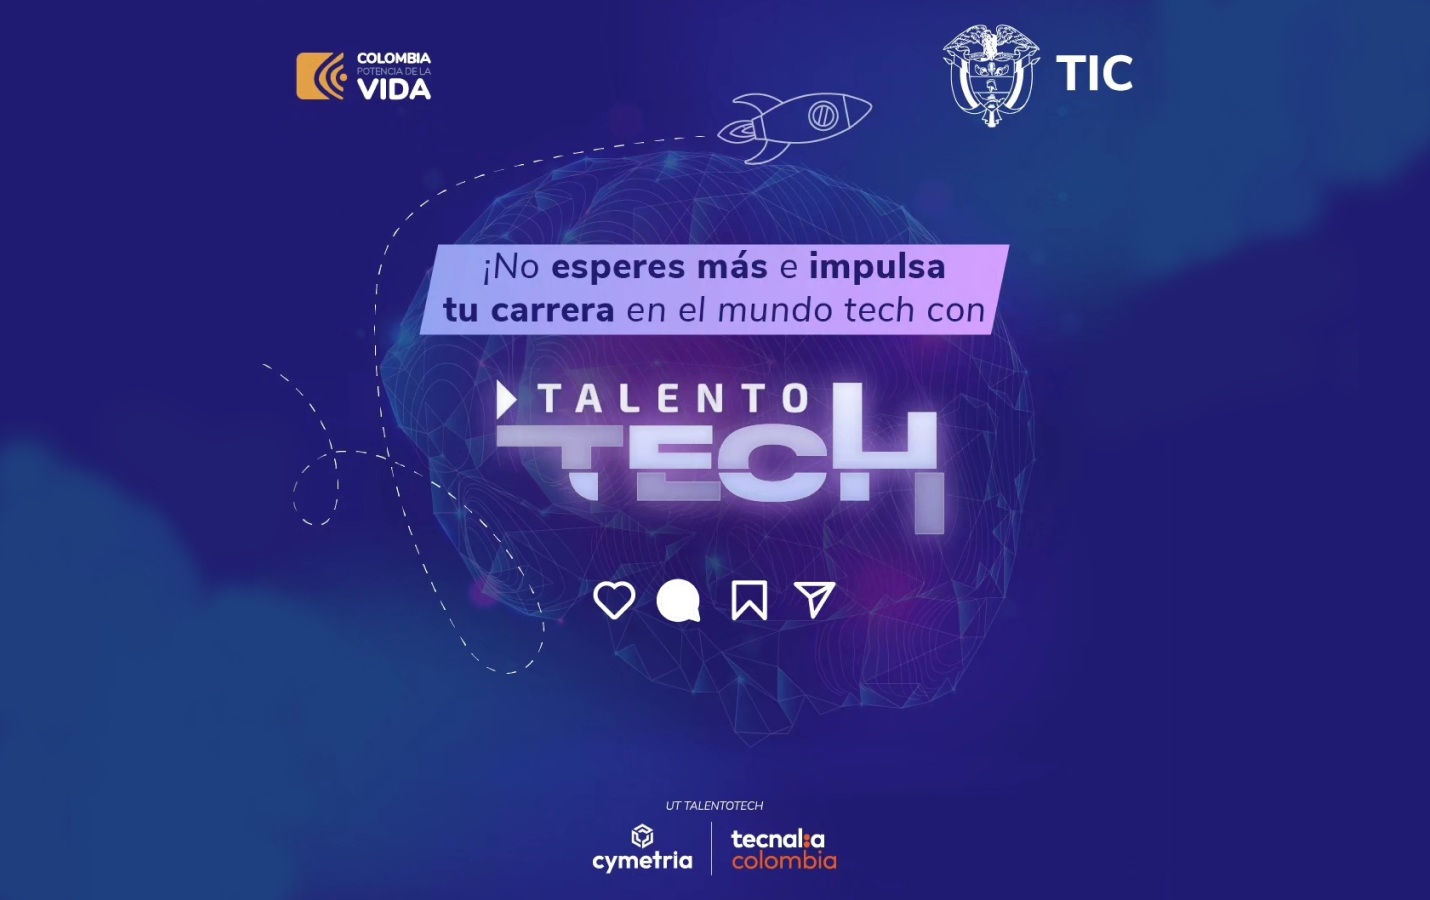 COLOMBIA
POTENCIA DE LA
VIDA
TIC
¡No esperes más e impulsa
tu carrera en el mundo tech con
TALENTO
TECH
UT TALENTOTECH
cymetria
tecnal:a
colombia